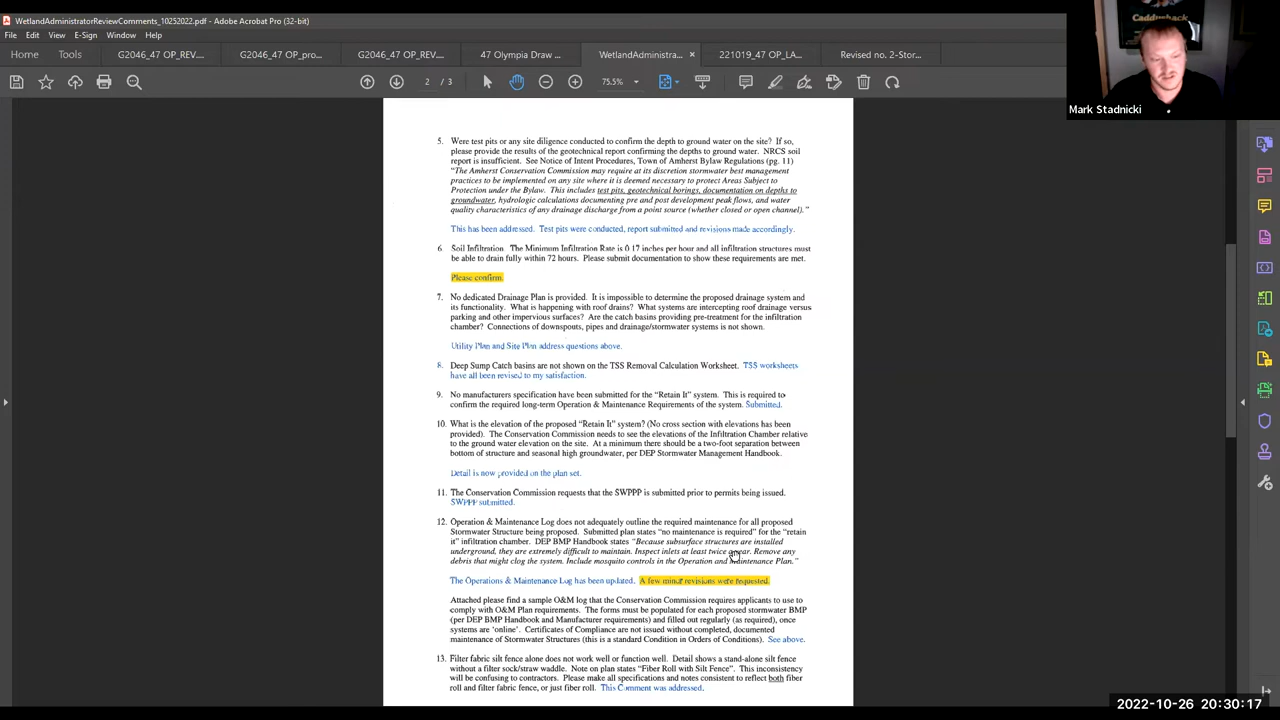 WetlandAdministratorReviewComments_10252022.pdf - Adobe Acrobat Pro (32-bit)
File Edit View E-Sign Window Help
Home Tools G2046_47 OP_REV... G2046_47 OP_pro... G2046_47 OP_REV... 47 Olympia Draw ... WetlandAdministra... × 221019_47 OP_LA... Revised no. 2-Stor...
2 / 3 75.5%
Caddyshack
Mark Stadnicki
5. Were test pits or any site diligence conducted to confirm the depth to ground water on the site? If so,
please provide the results of the geotechnical report confirming the depths to ground water. NRCS soil
report is insufficient. See Notice of Intent Procedures, Town of Amherst Bylaw Regulations (pg. 11)
"The Amherst Conservation Commission may require at its discretion stormwater best management
practices to be implemented on any site where it is deemed necessary to protect Areas Subject to
Protection under the Bylaw. This includes test pits, geotechnical borings, documentation on depths to
groundwater, hydrologic calculations documenting pre and post development peak flows, and water
quality characteristics of any drainage discharge from a point source (whether closed or open channel)."
This has been addressed. Test pits were conducted, report submitted and revisions made accordingly.
6. Soil Infiltration. The Minimum Infiltration Rate is 0.17 inches per hour and all infiltration structures must
be able to drain fully within 72 hours. Please submit documentation to show these requirements are met.
Please confirm.
7. No dedicated Drainage Plan is provided. It is impossible to determine the proposed drainage system and
its functionality. What is happening with roof drains? What systems are intercepting roof drainage versus
parking and other impervious surfaces? Are the catch basins providing pre-treatment for the infiltration
chamber? Connections of downspouts, pipes and drainage/stormwater systems is not shown.
Utility Plan and Site Plan address questions above.
8. Deep Sump Catch basins are not shown on the TSS Removal Calculation Worksheet. TSS worksheets
have all been revised to my satisfaction.
9. No manufacturers specification have been submitted for the "Retain It" system. This is required to
confirm the required long-term Operation & Maintenance Requirements of the system. Submitted.
10. What is the elevation of the proposed "Retain It" system? (No cross section with elevations has been
provided). The Conservation Commission needs to see the elevations of the Infiltration Chamber relative
to the ground water elevation on the site. At a minimum there should be a two-foot separation between
bottom of structure and seasonal high groundwater, per DEP Stormwater Management Handbook.
Detail is now provided on the plan set.
11. The Conservation Commission requests that the SWPPP is submitted prior to permits being issued.
SWPPP submitted.
12. Operation & Maintenance Log does not adequately outline the required maintenance for all proposed
Stormwater Structure being proposed. Submitted plan states "no maintenance is required" for the "retain
it" infiltration chamber. DEP BMP Handbook states "Because subsurface structures are installed
underground, they are extremely difficult to maintain. Inspect inlets at least twice a year. Remove any
debris that might clog the system. Include mosquito controls in the Operation and Maintenance Plan."
The Operations & Maintenance Log has been updated. A few minor revisions were requested.
Attached please find a sample O&M log that the Conservation Commission requires applicants to use to
comply with O&M Plan requirements. The forms must be populated for each proposed stormwater BMP
(per DEP BMP Handbook and Manufacturer requirements) and filled out regularly (as required), once
systems are 'online'. Certificates of Compliance are not issued without completed, documented
maintenance of Stormwater Structures (this is a standard Condition in Orders of Conditions). See above.
13. Filter fabric silt fence alone does not work well or function well. Detail shows a stand-alone silt fence
without a filter sock/straw waddle. Note on plan states "Fiber Roll with Silt Fence". This inconsistency
will be confusing to contractors. Please make all specifications and notes consistent to reflect both fiber
roll and filter fabric fence, or just fiber roll. This Comment was addressed.
2022-10-26 20:30:17